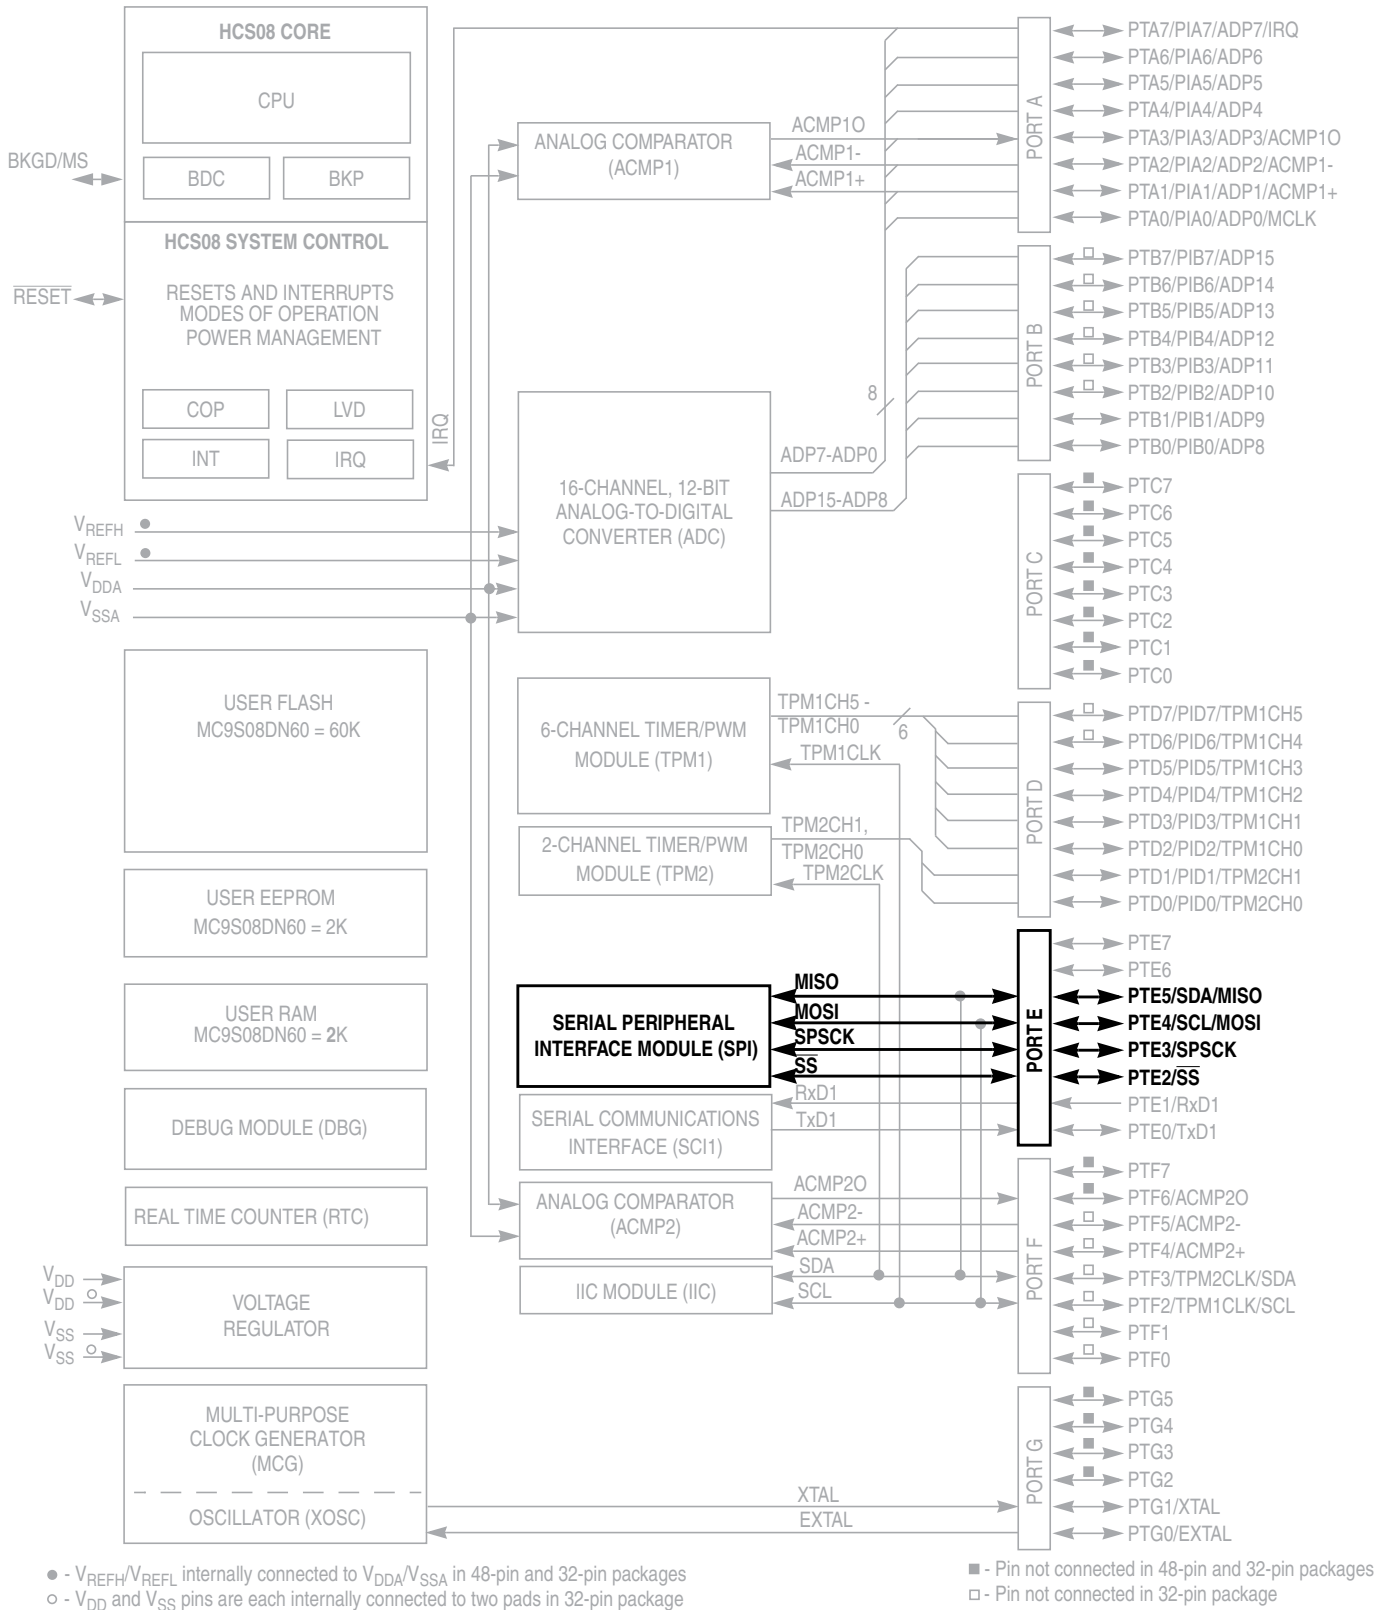 HCS08 CORE
CPU
BDC
BKP
BKGD/MS
HCS08 SYSTEM CONTROL
RESETS AND INTERRUPTS
MODES OF OPERATION
POWER MANAGEMENT
RESET
COP
LVD
INT
IRQ
IRQ
VREFH
VREFL
VDDA
VSSA
USER FLASH
MC9S08DN60 = 60K
USER EEPROM
MC9S08DN60 = 2K
USER RAM
MC9S08DN60 = 2K
DEBUG MODULE (DBG)
REAL TIME COUNTER (RTC)
VDD
VDD
VSS
VSS
VOLTAGE
REGULATOR
MULTI-PURPOSE
CLOCK GENERATOR
(MCG)
OSCILLATOR (XOSC)
ANALOG COMPARATOR
(ACMP1)
ACMP1O
ACMP1-
ACMP1+
16-CHANNEL, 12-BIT
ANALOG-TO-DIGITAL
CONVERTER (ADC)
8
ADP7-ADP0
ADP15-ADP8
6-CHANNEL TIMER/PWM
MODULE (TPM1)
TPM1CH5 -
TPM1CH0
6
TPM1CLK
2-CHANNEL TIMER/PWM
MODULE (TPM2)
TPM2CH1,
TPM2CH0
TPM2CLK
SERIAL PERIPHERAL
INTERFACE MODULE (SPI)
MISO
MOSI
SPSCK
SS
SERIAL COMMUNICATIONS
INTERFACE (SCI1)
RxD1
TxD1
ANALOG COMPARATOR
(ACMP2)
ACMP2O
ACMP2-
ACMP2+
IIC MODULE (IIC)
SDA
SCL
XTAL
EXTAL
PORT A
PTA7/PIA7/ADP7/IRQ
PTA6/PIA6/ADP6
PTA5/PIA5/ADP5
PTA4/PIA4/ADP4
PTA3/PIA3/ADP3/ACMP1O
PTA2/PIA2/ADP2/ACMP1-
PTA1/PIA1/ADP1/ACMP1+
PTA0/PIA0/ADP0/MCLK
PORT B
PTB7/PIB7/ADP15
PTB6/PIB6/ADP14
PTB5/PIB5/ADP13
PTB4/PIB4/ADP12
PTB3/PIB3/ADP11
PTB2/PIB2/ADP10
PTB1/PIB1/ADP9
PTB0/PIB0/ADP8
PORT C
PTC7
PTC6
PTC5
PTC4
PTC3
PTC2
PTC1
PTC0
PORT D
PTD7/PID7/TPM1CH5
PTD6/PID6/TPM1CH4
PTD5/PID5/TPM1CH3
PTD4/PID4/TPM1CH2
PTD3/PID3/TPM1CH1
PTD2/PID2/TPM1CH0
PTD1/PID1/TPM2CH1
PTD0/PID0/TPM2CH0
PORT E
PTE7
PTE6
PTE5/SDA/MISO
PTE4/SCL/MOSI
PTE3/SPSCK
PTE2/SS
PTE1/RxD1
PTE0/TxD1
PORT F
PTF7
PTF6/ACMP2O
PTF5/ACMP2-
PTF4/ACMP2+
PTF3/TPM2CLK/SDA
PTF2/TPM1CLK/SCL
PTF1
PTF0
PORT G
PTG5
PTG4
PTG3
PTG2
PTG1/XTAL
PTG0/EXTAL
● - VREFH/VREFL internally connected to VDDA/VSSA in 48-pin and 32-pin packages
○ - VDD and VSS pins are each internally connected to two pads in 32-pin package
■ - Pin not connected in 48-pin and 32-pin packages
□ - Pin not connected in 32-pin package